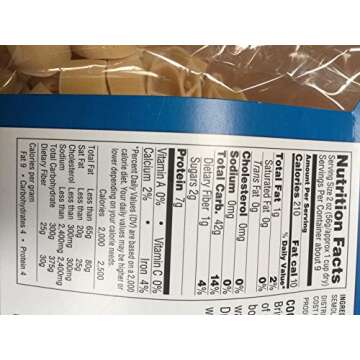 Nutrition Facts
Serving Size 2 oz (56g/approx 1 cup dry)
Servings Per Container about 9
Amount Per Serving
Calories 210 Fat cal 10
% Daily Value*
Total Fat 1g 2%
Saturated Fat 0g 0%
Trans Fat 0g
Cholesterol 0mg 0%
Sodium 0mg 0%
Total Carb. 42g 14%
Dietary Fiber 1g 4%
Sugars 2g
Protein 7g
Vitamin A 0% • Vitamin C 0%
Calcium 2% • Iron 4%
*Percent Daily Values (DV) are based on a 2,000
calorie diet. Your daily values may be higher or
lower depending on your calorie needs.
Calories 2,000 2,500
Total Fat Less than 65g 80g
Sat Fat Less than 20g 25g
Cholesterol Less than 300mg 300mg
Sodium Less than 2,400mg 2,400mg
Total Carbohydrate 300g 375g
Dietary Fiber 25g 30g
Calories per gram
Fat 9 • Carbohydrates 4 • Protein 4